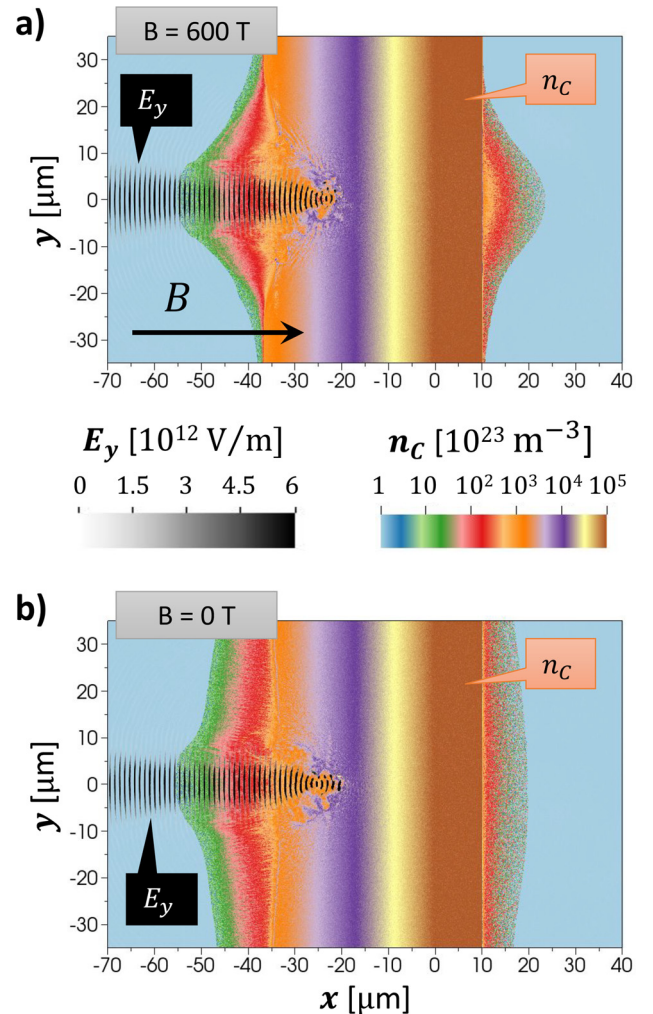 a)
B = 600 T
E_y
n_C
B
y [μm]
30
20
10
0
-10
-20
-30
-70 -60 -50 -40 -30 -20 -10 0 10 20 30 40
E_y [10^12 V/m]
0 1.5 3 4.5 6
n_C [10^23 m^−3]
1 10 10^2 10^3 10^4 10^5
b)
B = 0 T
n_C
E_y
y [μm]
30
20
10
0
-10
-20
-30
-70 -60 -50 -40 -30 -20 -10 0 10 20 30 40
x [μm]